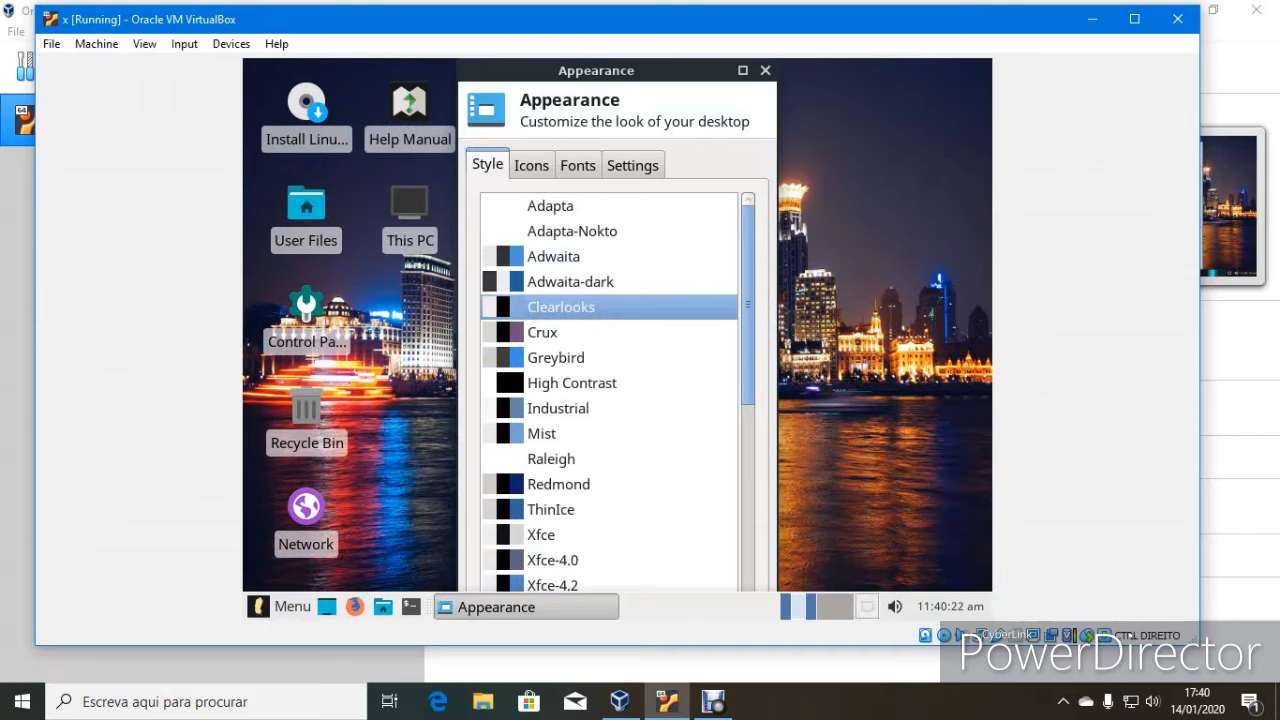 x [Running] - Oracle VM VirtualBox
File
File Machine View Input Devices Help
Appearance
Appearance
Customize the look of your desktop
Style Icons Fonts Settings
Adapta
Adapta-Nokto
Adwaita
Adwaita-dark
Clearlooks
Crux
Greybird
High Contrast
Industrial
Mist
Raleigh
Redmond
ThinIce
Xfce
Xfce-4.0
Xfce-4.2
Install Linu...
Help Manual
User Files
This PC
Control Pa...
Recycle Bin
Network
Menu
Appearance
11:40:22 am
CTRL DIREITO
CyberLink
PowerDirector
Escreva aqui para procurar
17:40
14/01/2020
1